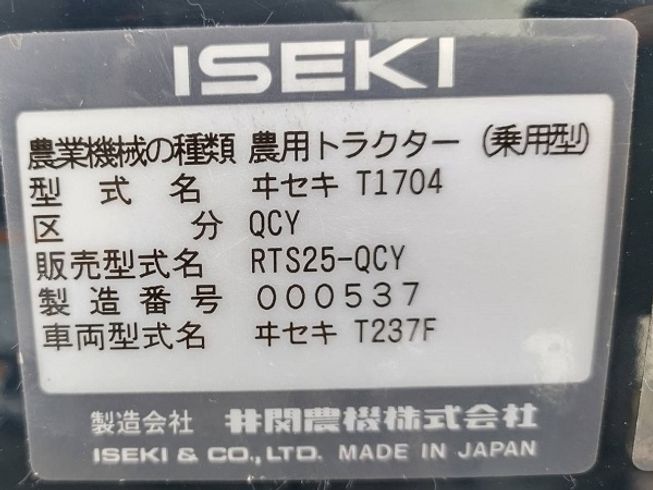 ISEKI
農業機械の種類 農用トラクター (乗用型)
型式名 ヰセキ T1704
区分 QCY
販売型式名 RTS25-QCY
製造番号 000537
車両型式名 ヰセキ T237F
製造会社 井関農機株式会社
ISEKI & CO., LTD. MADE IN JAPAN